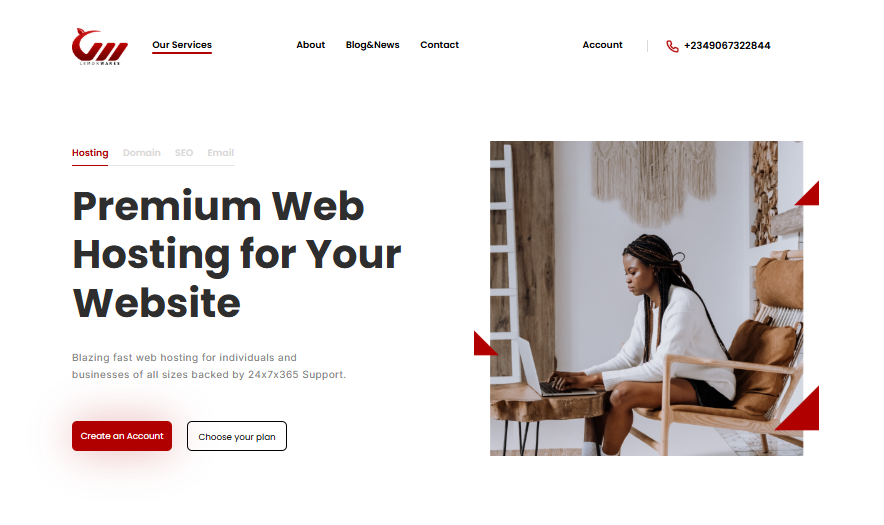 LEMONWARES
Our Services
About
Blog&News
Contact
Account
+2349067322844
Hosting
Domain
SEO
Email
Premium Web
Hosting for Your
Website
Blazing fast web hosting for individuals and
businesses of all sizes backed by 24x7x365 Support.
Create an Account
Choose your plan